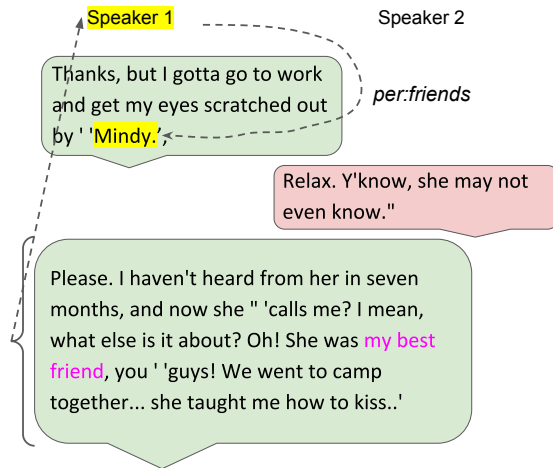 Speaker 1
Speaker 2
Thanks, but I gotta go to work
and get my eyes scratched out
by ' 'Mindy.',
per:friends
Relax. Y'know, she may not
even know."
Please. I haven't heard from her in seven
months, and now she " 'calls me? I mean,
what else is it about? Oh! She was my best
friend, you ' 'guys! We went to camp
together... she taught me how to kiss..'